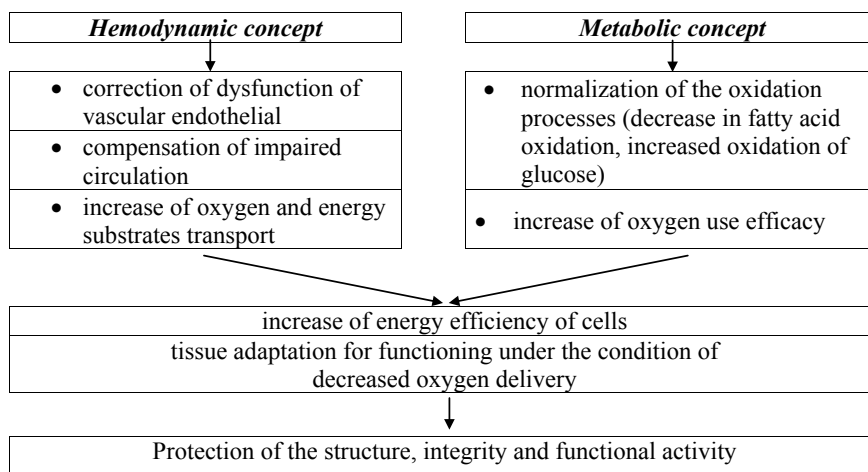 Hemodynamic concept
• correction of dysfunction of
vascular endothelial
• compensation of impaired
circulation
• increase of oxygen and energy
substrates transport
Metabolic concept
• normalization of the oxidation
processes (decrease in fatty acid
oxidation, increased oxidation of
glucose)
• increase of oxygen use efficacy
increase of energy efficiency of cells
tissue adaptation for functioning under the condition of
decreased oxygen delivery
Protection of the structure, integrity and functional activity